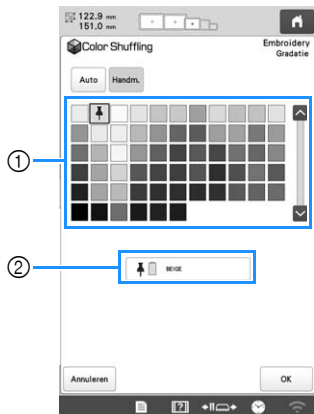 122.9 mm
151.0 mm
Color Shuffling
Embroidery
Gradatie
Auto
Handm.
①
②
BEIGE
Annuleren
OK